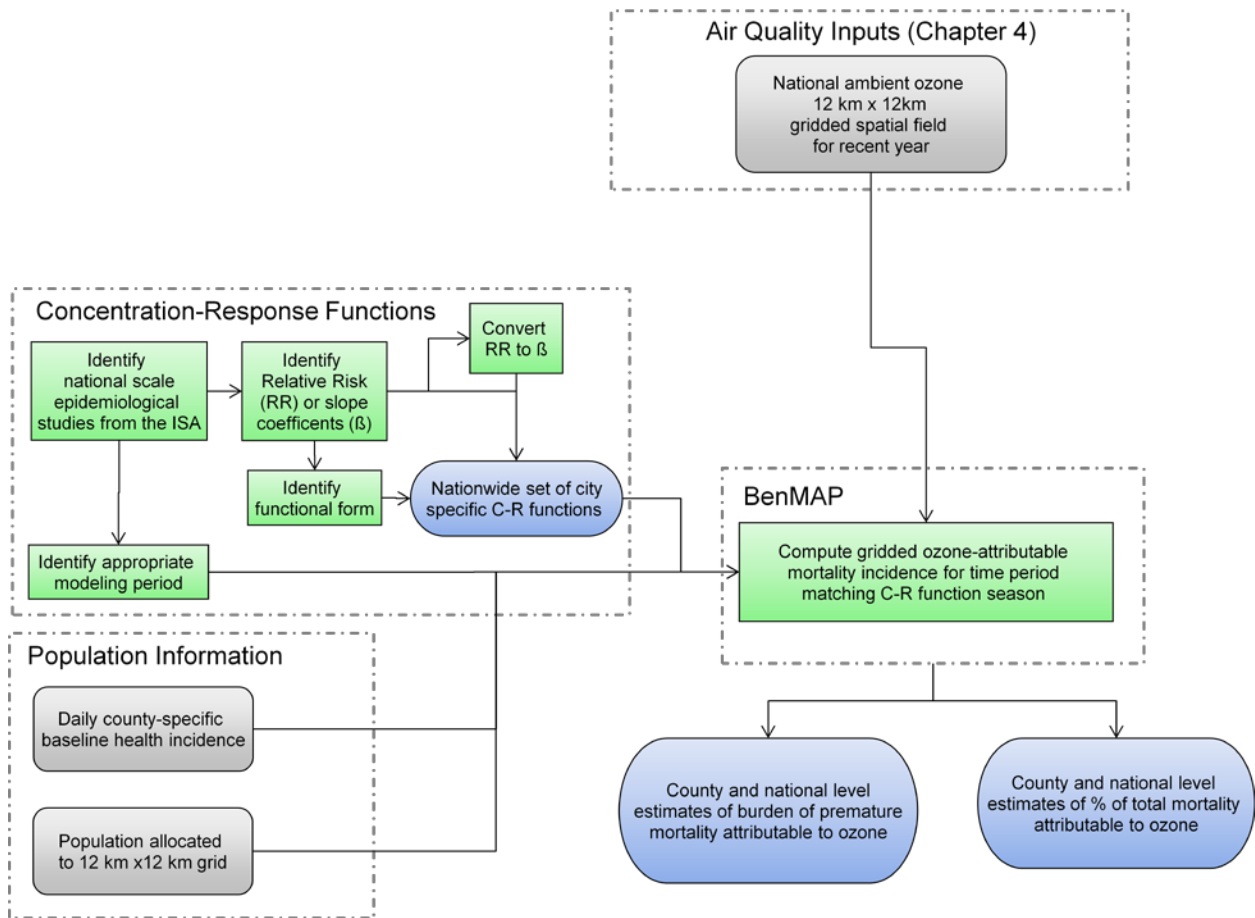 Air Quality Inputs (Chapter 4)
National ambient ozone
12 km x 12km
gridded spatial field
for recent year
Concentration-Response Functions
Identify
national scale
epidemiological
studies from the ISA
Identify
Relative Risk
(RR) or slope
coefficents (ß)
Convert
RR to ß
Identify
functional form
Nationwide set of city
specific C-R functions
Identify appropriate
modeling period
BenMAP
Compute gridded ozone-attributable
mortality incidence for time period
matching C-R function season
Population Information
Daily county-specific
baseline health incidence
Population allocated
to 12 km x12 km grid
County and national level
estimates of burden of premature
mortality attributable to ozone
County and national level
estimates of % of total mortality
attributable to ozone